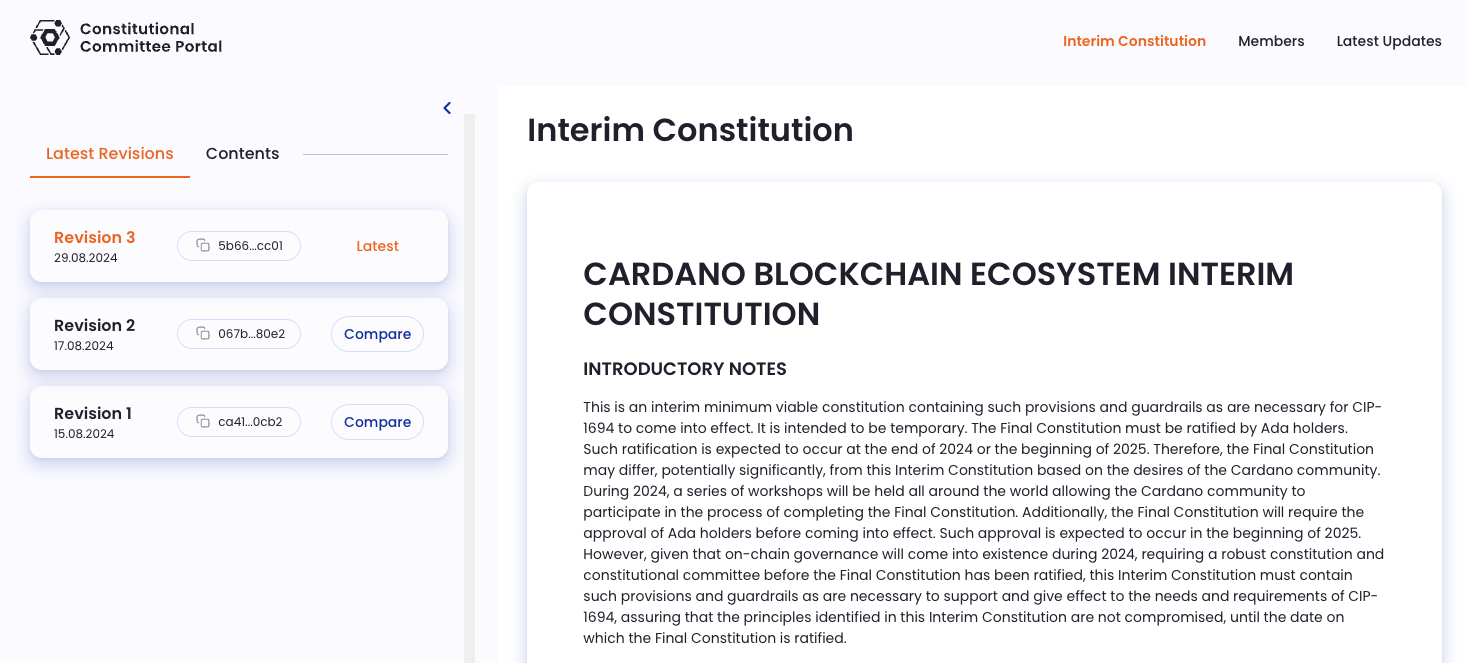 Constitutional
Committee Portal
Interim Constitution
Members
Latest Updates
Latest Revisions
Contents
Revision 3
29.08.2024
5b66...cc01
Latest
Revision 2
17.08.2024
067b...80e2
Compare
Revision 1
15.08.2024
ca41...0cb2
Compare
Interim Constitution
CARDANO BLOCKCHAIN ECOSYSTEM INTERIM
CONSTITUTION
INTRODUCTORY NOTES
This is an interim minimum viable constitution containing such provisions and guardrails as are necessary for CIP-
1694 to come into effect. It is intended to be temporary. The Final Constitution must be ratified by Ada holders.
Such ratification is expected to occur at the end of 2024 or the beginning of 2025. Therefore, the Final Constitution
may differ, potentially significantly, from this Interim Constitution based on the desires of the Cardano community.
During 2024, a series of workshops will be held all around the world allowing the Cardano community to
participate in the process of completing the Final Constitution. Additionally, the Final Constitution will require the
approval of Ada holders before coming into effect. Such approval is expected to occur in the beginning of 2025.
However, given that on-chain governance will come into existence during 2024, requiring a robust constitution and
constitutional committee before the Final Constitution has been ratified, this Interim Constitution must contain
such provisions and guardrails as are necessary to support and give effect to the needs and requirements of CIP-
1694, assuring that the principles identified in this Interim Constitution are not compromised, until the date on
which the Final Constitution is ratified.